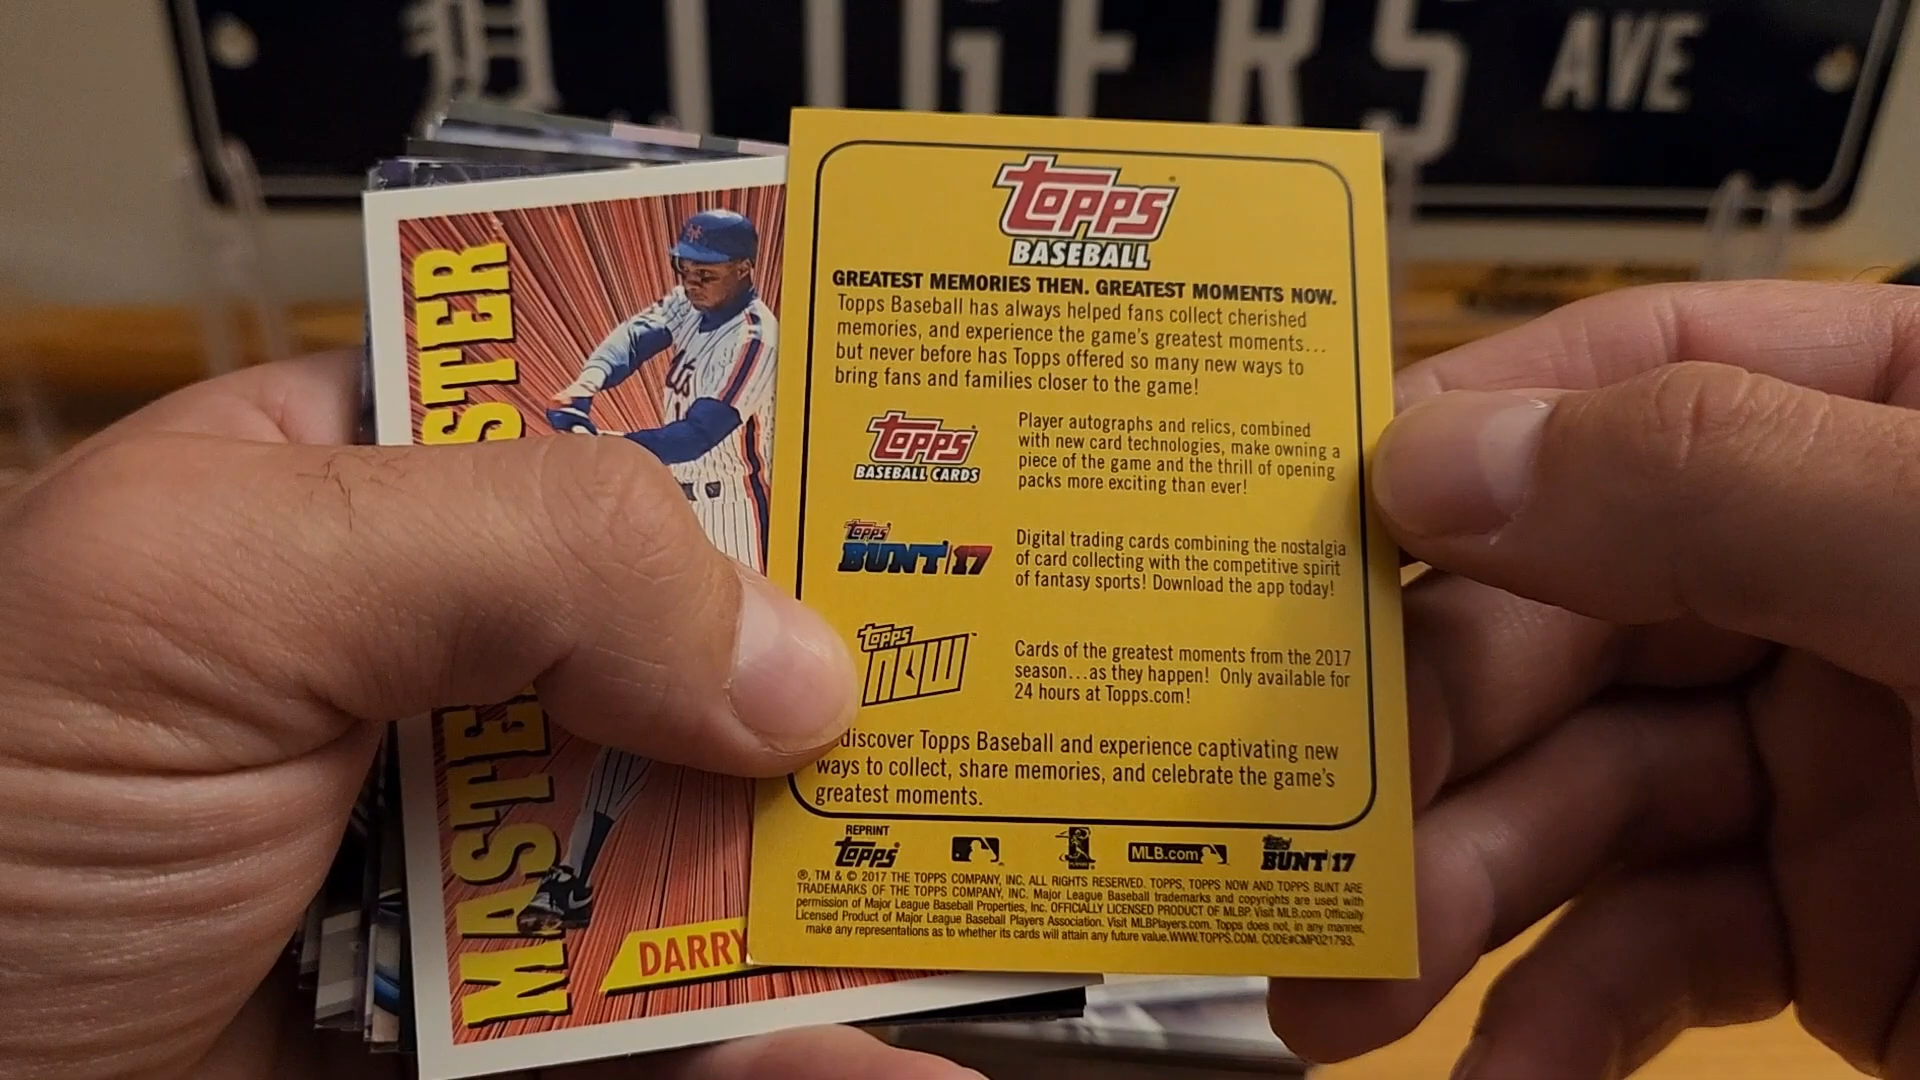 TIGERS AVE
MASTER
MASTE
STER
DARRY
Mets
topps
BASEBALL
GREATEST MEMORIES THEN. GREATEST MOMENTS NOW.
Topps Baseball has always helped fans collect cherished
memories, and experience the game's greatest moments...
but never before has Topps offered so many new ways to
bring fans and families closer to the game!
topps
BASEBALL CARDS
Player autographs and relics, combined
with new card technologies, make owning a
piece of the game and the thrill of opening
packs more exciting than ever!
topps
BUNT 17
Digital trading cards combining the nostalgia
of card collecting with the competitive spirit
of fantasy sports! Download the app today!
topps
NOW™
Cards of the greatest moments from the 2017
season...as they happen! Only available for
24 hours at Topps.com!
discover Topps Baseball and experience captivating new
ways to collect, share memories, and celebrate the game's
greatest moments.
REPRINT
topps
MLB.com
topps
BUNT 17
®, TM & © 2017 THE TOPPS COMPANY, INC. ALL RIGHTS RESERVED. TOPPS, TOPPS NOW AND TOPPS BUNT ARE
TRADEMARKS OF THE TOPPS COMPANY, INC. Major League Baseball trademarks and copyrights are used with
permission of Major League Baseball Properties, Inc. OFFICIALLY LICENSED PRODUCT OF MLBP. Visit MLB.com Officially
Licensed Product of Major League Baseball Players Association. Visit MLBPlayers.com. Topps does not, in any manner,
make any representations as to whether its cards will attain any future value.WWW.TOPPS.COM. CODE#CMP021793.